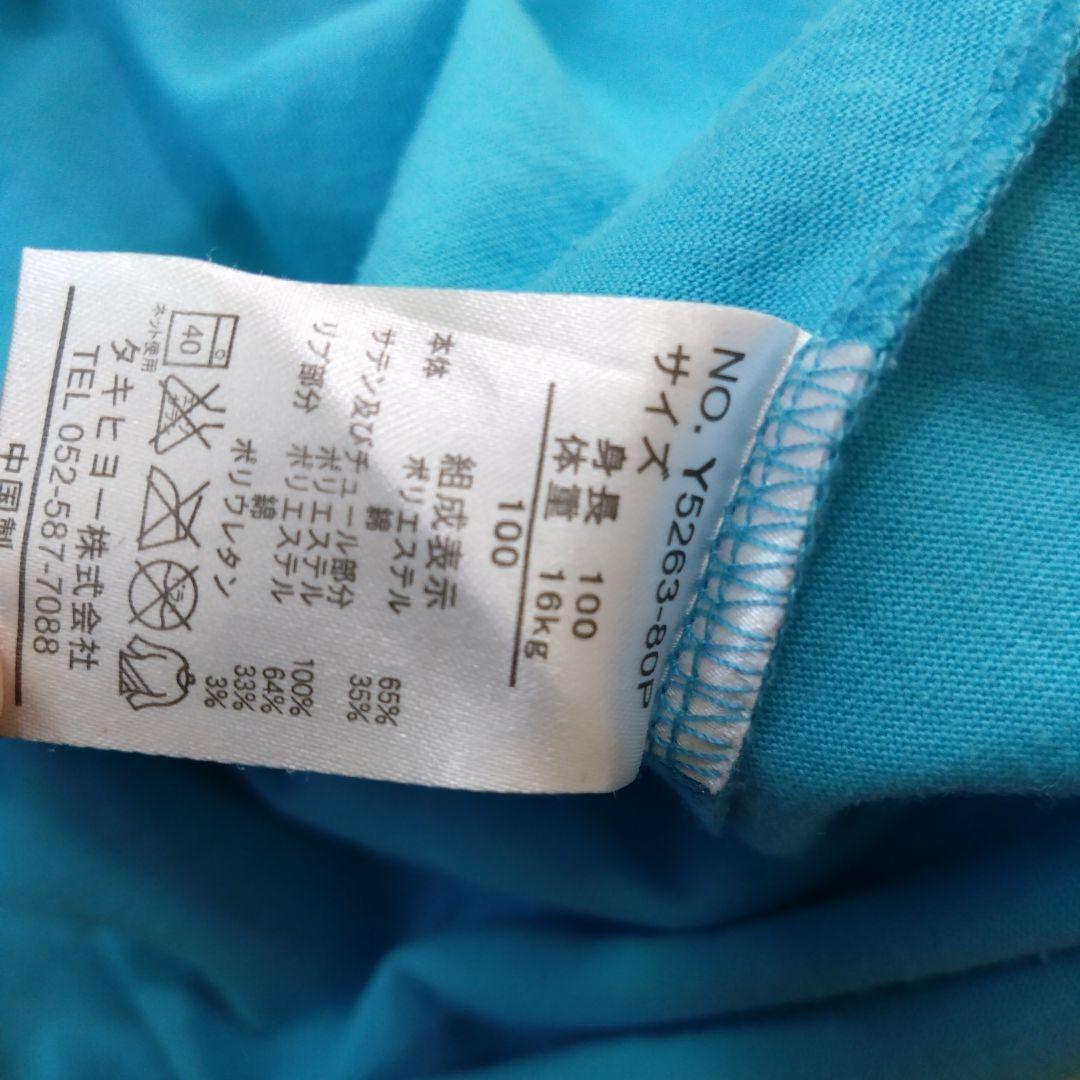 NO. Y5263-80P
サイズ
身長 100
体重 16kg
100
組成表示
本体 ポリエステル 65%
綿 35%
サテン及びチュール部分
ポリエステル 100%
リブ部分 ポリエステル 64%
綿 33%
ポリウレタン 3%
40
ネット使用
タキヒヨー株式会社
TEL 052-587-7088
中国製